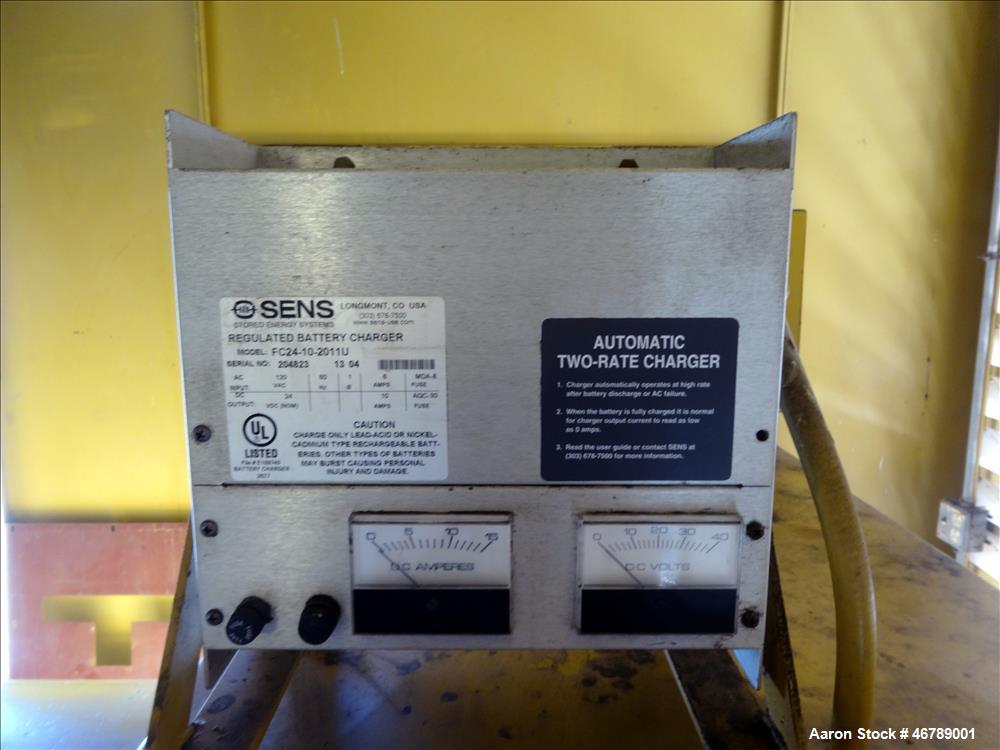 SENS
LONGMONT, CO USA
(303) 678-7500
STORED ENERGY SYSTEMS
www.sens-usa.com
REGULATED BATTERY CHARGER
MODEL: FC24-10-2011U
SERIAL NO: 204823 13 04
AC 120 60 1 6 MDA-8
INPUT: VAC Hz Ø AMPS FUSE
DC 24 10 AQC-30
OUTPUT: VDC (NOM) AMPS FUSE
UL
LISTED
BATTERY CHARGER
CAUTION
CHARGE ONLY LEAD-ACID OR NICKEL-
CADMIUM TYPE RECHARGEABLE BATT-
ERIES. OTHER TYPES OF BATTERIES
MAY BURST CAUSING PERSONAL
INJURY AND DAMAGE.
AUTOMATIC
TWO-RATE CHARGER
1. Charger automatically operates at high rate
after battery discharge or AC failure.
2. When the battery is fully charged it is normal
for charger output current to read as low
as 0 amps.
3. Read the user guide or contact SENS at
(303) 678-7500 for more information.
0 5 10 15
D.C. AMPERES
0 10 20 30 40
D.C. VOLTS
Aaron Stock # 46789001